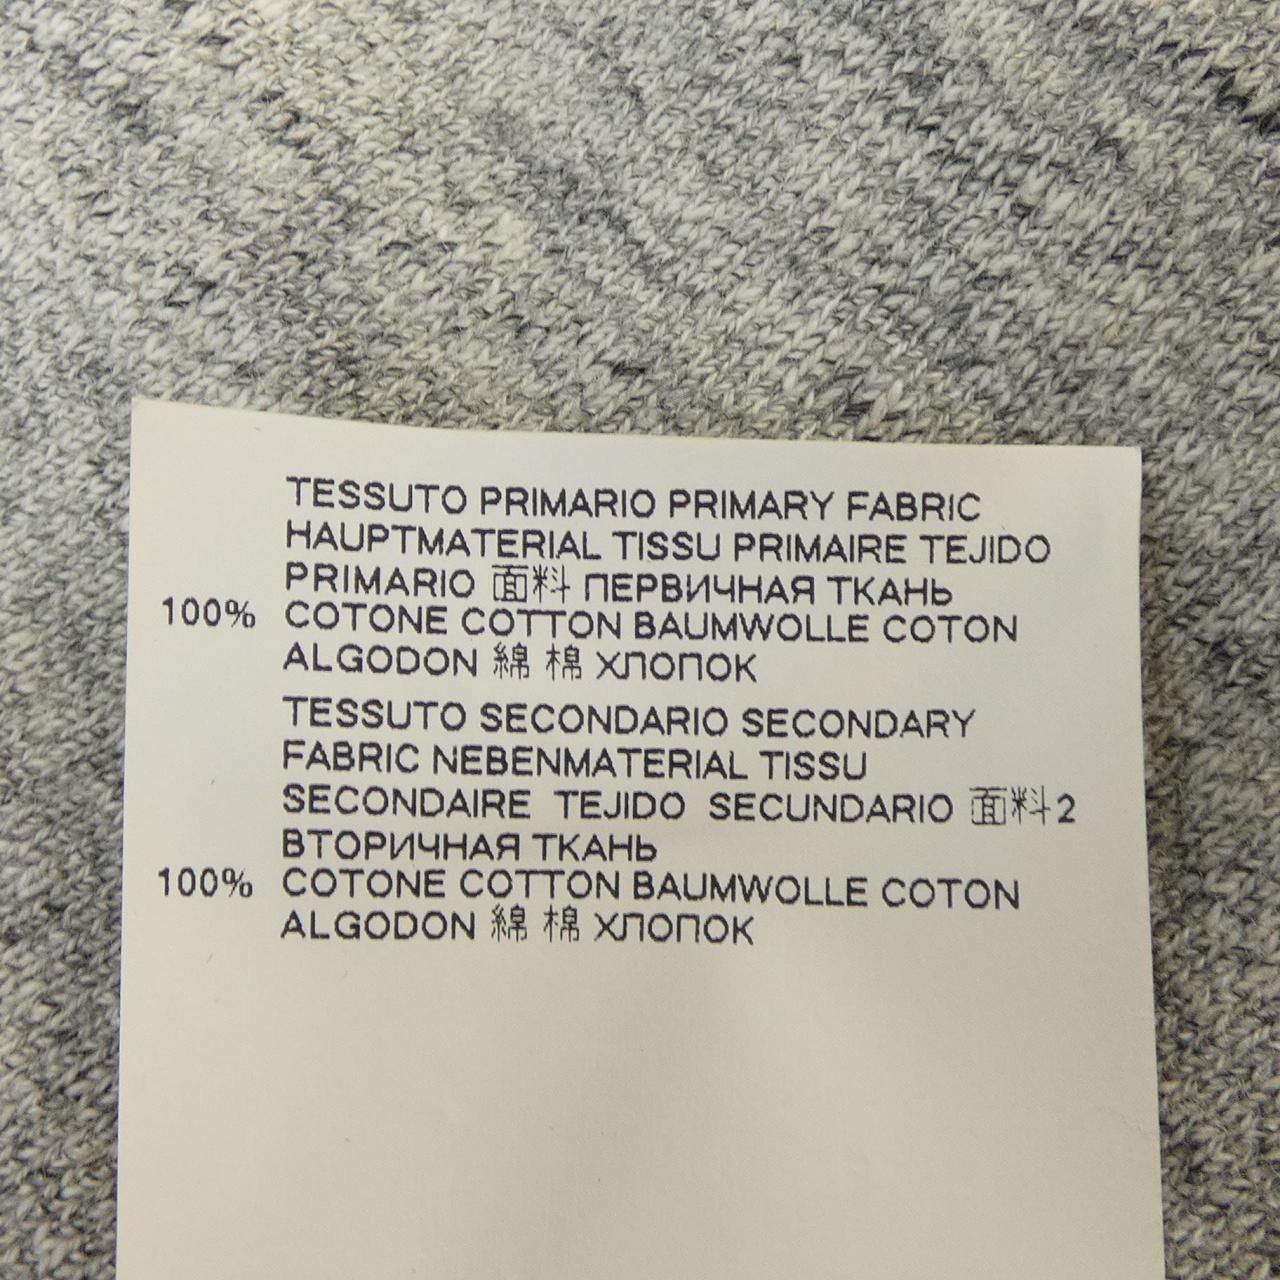 TESSUTO PRIMARIO PRIMARY FABRIC
HAUPTMATERIAL TISSU PRIMAIRE TEJIDO
PRIMARIO 面料 ПЕРВИЧНАЯ ТКАНЬ
100% COTONE COTTON BAUMWOLLE COTON
ALGODON 綿 棉 ХЛОПОК
TESSUTO SECONDARIO SECONDARY
FABRIC NEBENMATERIAL TISSU
SECONDAIRE TEJIDO SECUNDARIO 面料2
ВТОРИЧНАЯ ТКАНЬ
100% COTONE COTTON BAUMWOLLE COTON
ALGODON 綿 棉 ХЛОПОК